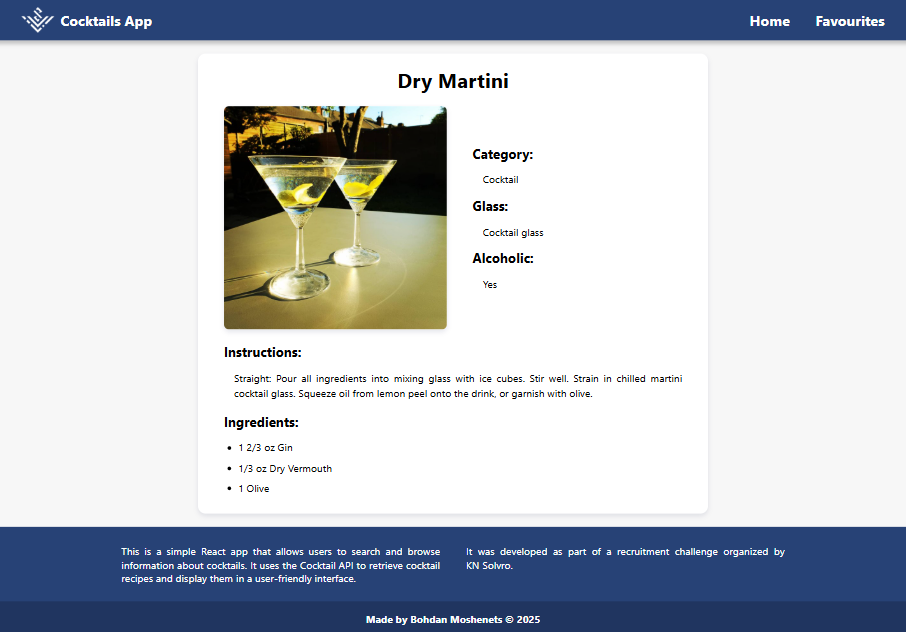 Cocktails App
Home
Favourites
Dry Martini
Category:
Cocktail
Glass:
Cocktail glass
Alcoholic:
Yes
Instructions:
Straight: Pour all ingredients into mixing glass with ice cubes. Stir well. Strain in chilled martini
cocktail glass. Squeeze oil from lemon peel onto the drink, or garnish with olive.
Ingredients:
• 1 2/3 oz Gin
• 1/3 oz Dry Vermouth
• 1 Olive
This is a simple React app that allows users to search and browse
information about cocktails. It uses the Cocktail API to retrieve cocktail
recipes and display them in a user-friendly interface.
It was developed as part of a recruitment challenge organized by
KN Solvro.
Made by Bohdan Moshenets © 2025